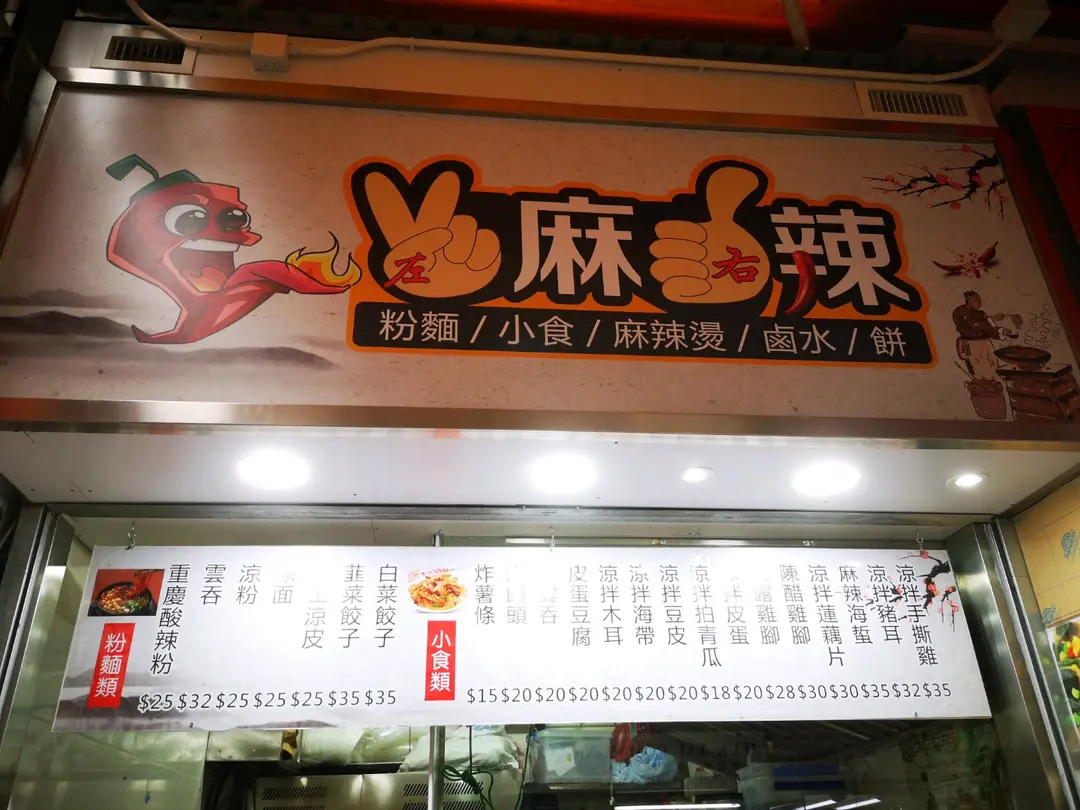 左麻右辣
粉麵/小食/麻辣燙/鹵水/餅
粉麵類
重慶酸辣粉 $25
雲吞 $32
涼粉 $25
面 $25
涼皮 $25
韮菜餃子 $35
白菜餃子 $35
小食類
炸薯條 $15
頭 $20
吞 $20
皮蛋豆腐 $20
涼拌木耳 $20
涼拌海帶 $20
涼拌豆皮 $20
涼拌拍青瓜 $18
皮蛋 $20
雞腳 $28
陳醋雞腳 $30
涼拌蓮藕片 $30
麻辣海蜇 $35
涼拌豬耳 $32
涼拌手撕雞 $35